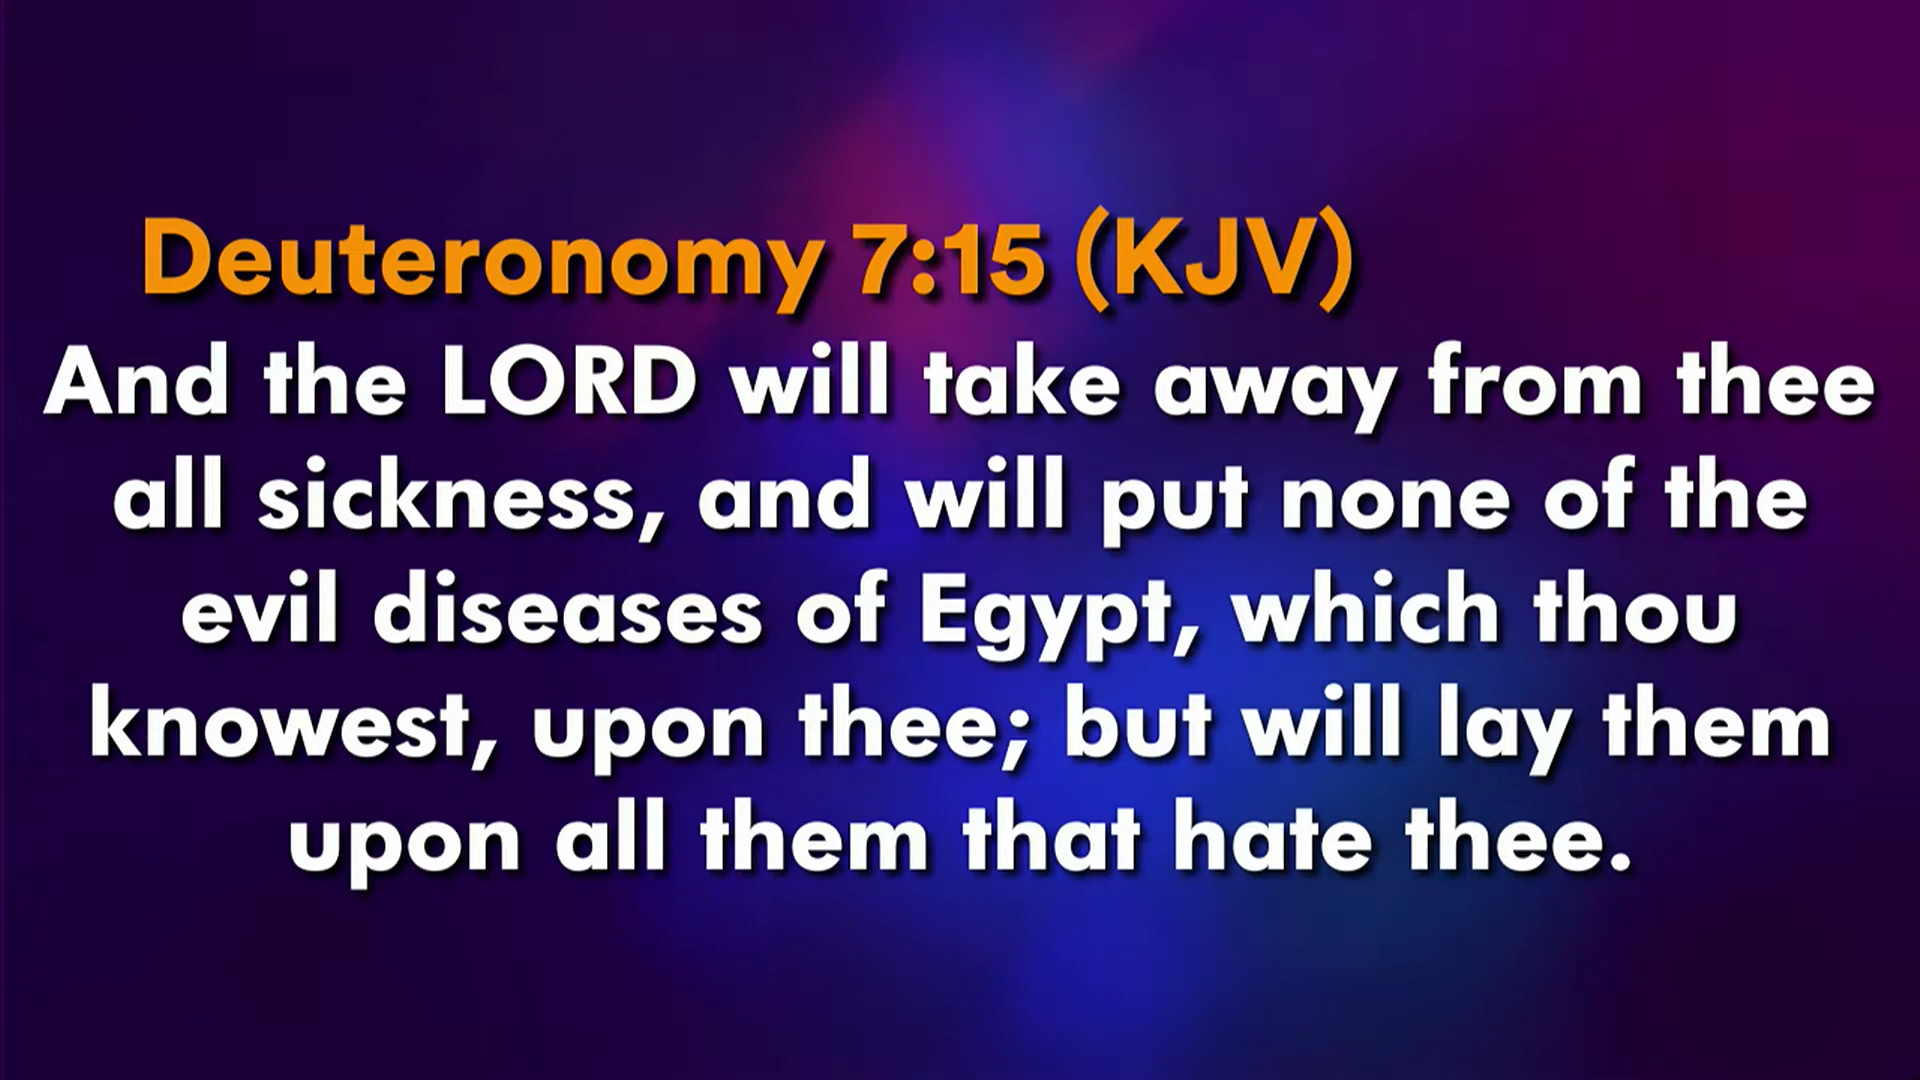 Deuteronomy 7:15 (KJV)
And the LORD will take away from thee
all sickness, and will put none of the
evil diseases of Egypt, which thou
knowest, upon thee; but will lay them
upon all them that hate thee.